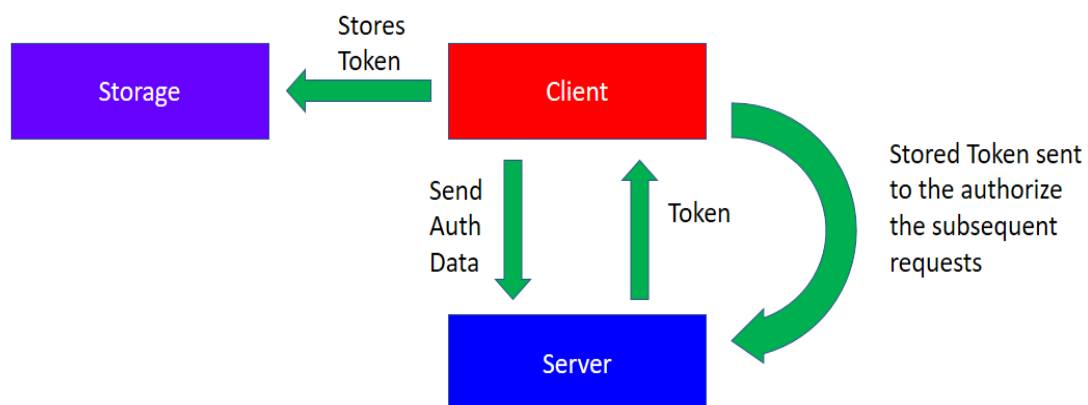 Stores
Token
Storage
Client
Send
Auth
Data
Token
Stored Token sent
to the authorize
the subsequent
requests
Server